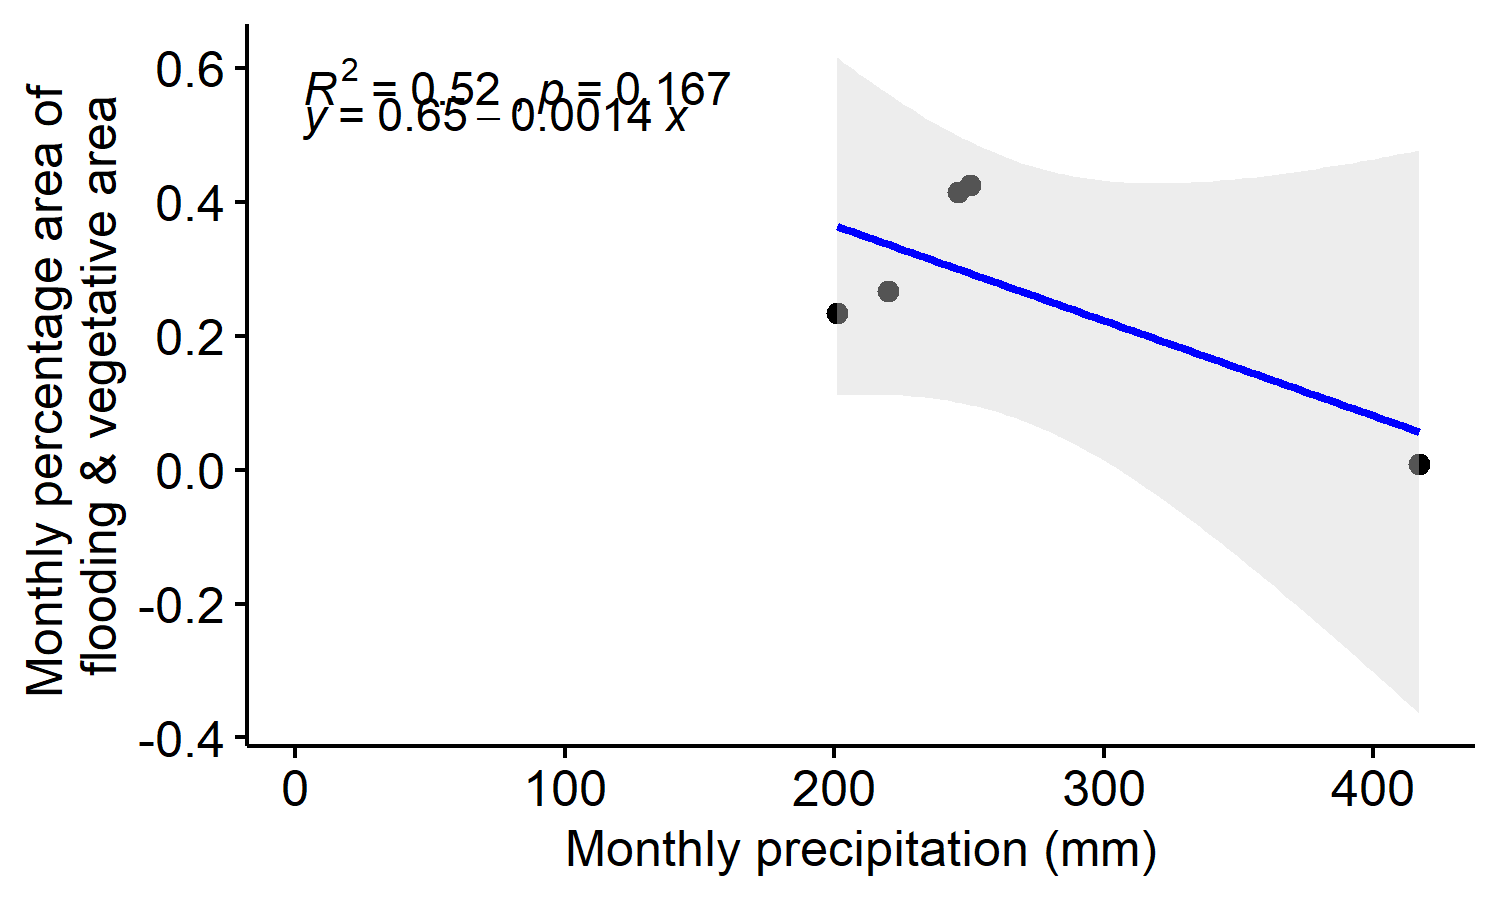 Monthly percentage area of
flooding & vegetative area
0.6
0.4
0.2
0.0
-0.2
-0.4
R² = 0.52 , p = 0.167
y = 0.65 − 0.0014 x
0 100 200 300 400
Monthly precipitation (mm)